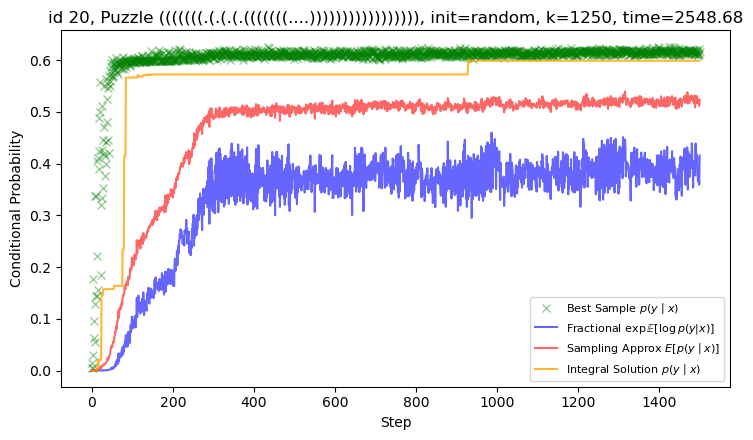 id 20, Puzzle (((((((.(.(.(.(((((((....))))))))))))))))), init=random, k=1250, time=2548.68
Conditional Probability
0.6
0.5
0.4
0.3
0.2
0.1
0.0
Best Sample p(y | x)
Fractional exp 𝔼[log p(y|x)]
Sampling Approx E[p(y | x)]
Integral Solution p(y | x)
0 200 400 600 800 1000 1200 1400
Step